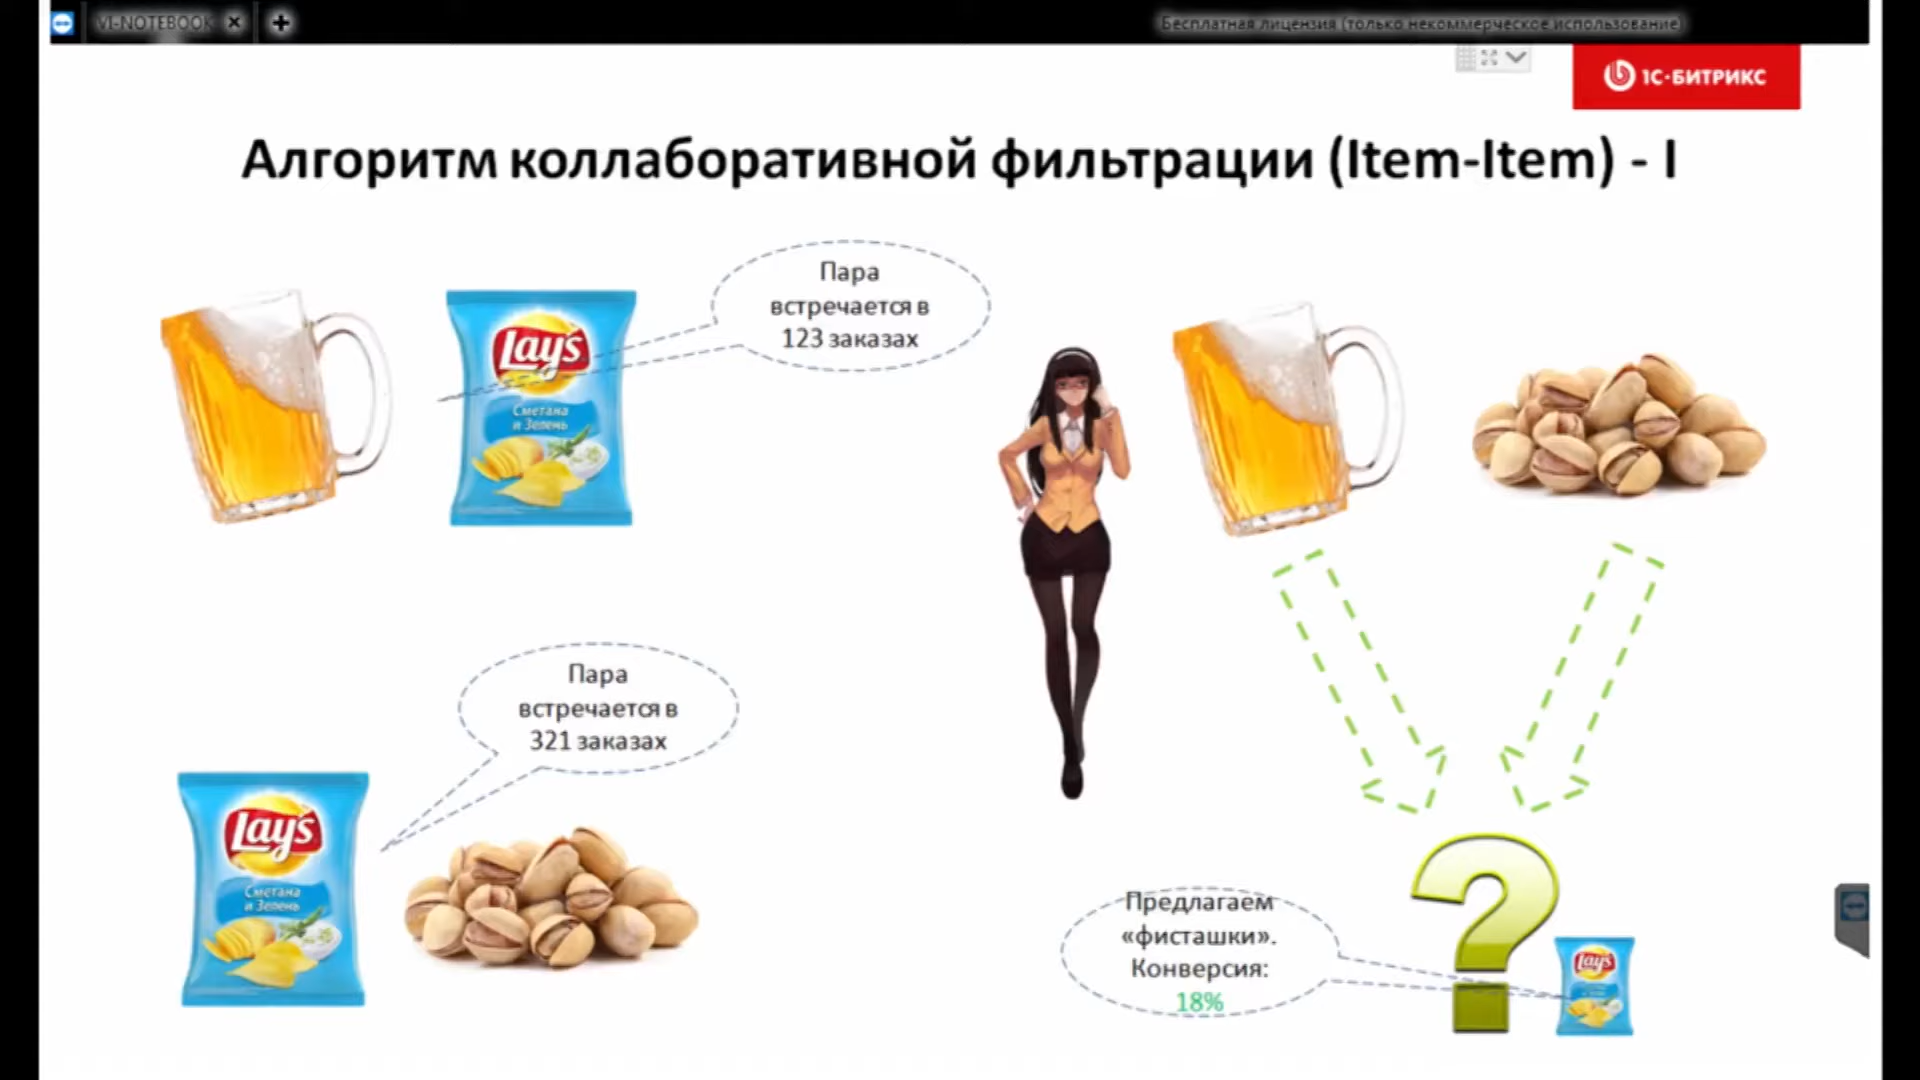 VI-NOTEBOOK
Бесплатная лицензия (только некоммерческое использование)
1С-БИТРИКС
Алгоритм коллаборативной фильтрации (Item-Item) - I
Пара
встречается в
123 заказах
Lay's
Сметана
и Зелень
Пара
встречается в
321 заказах
Lay's
Сметана
и Зелень
Предлагаем
«фисташки».
Конверсия:
18%
Lay's